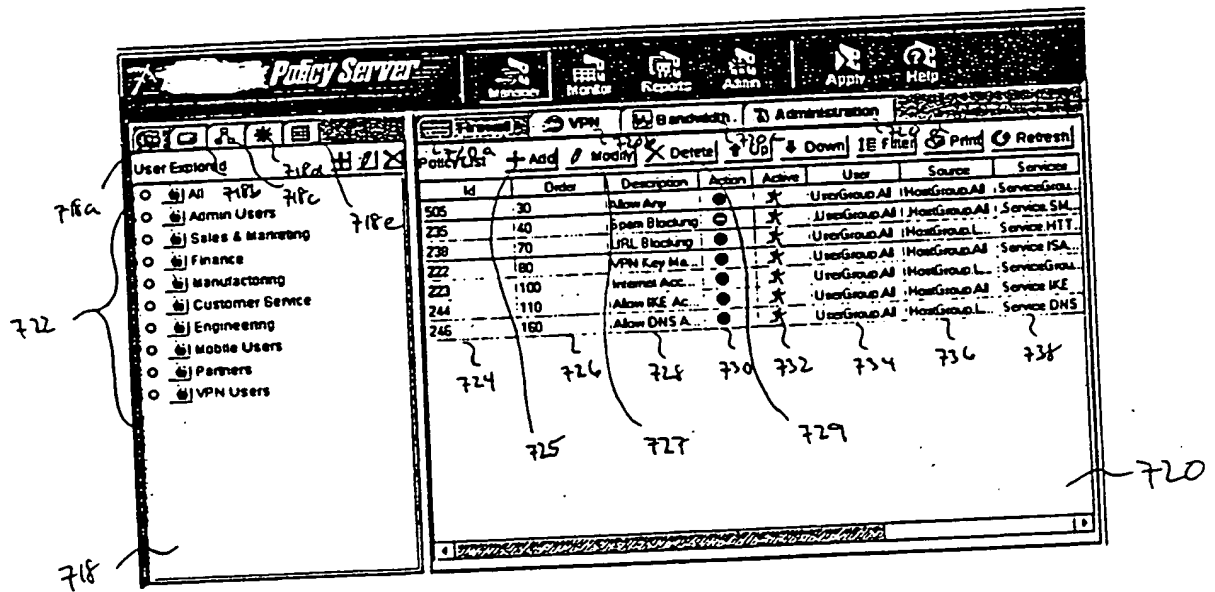 Policy Server
Manager Monitor Reports Admin Apply Help
Firewall VPN Bandwidth Administration
User Explorer
Policy List Add Modify Delete Up Down Filter Print Refresh
Id Order Description Action Active User Source Services
505 30 Allow Any UserGroup.All HostGroup.All ServiceGrou...
235 40 Spam Blocking UserGroup.All HostGroup.All Service SM...
238 70 URL Blocking UserGroup.All HostGroup.L... Service.HTT...
222 80 VPN Key Ma... UserGroup.All HostGroup.All Service ISA...
223 100 Internet Acc... UserGroup.All HostGroup.L... ServiceGrou...
244 110 Allow IKE Ac... UserGroup.All HostGroup.All Service IKE
246 160 Allow DNS A... UserGroup.All HostGroup.L... Service DNS
All
Admin Users
Sales & Marketing
Finance
Manufactoring
Customer Service
Engineering
Mobile Users
Partners
VPN Users
718a 718b 718c 718d 718e
720a
722
724 726 728 730 732 734 736 738
725 727 729
720
718